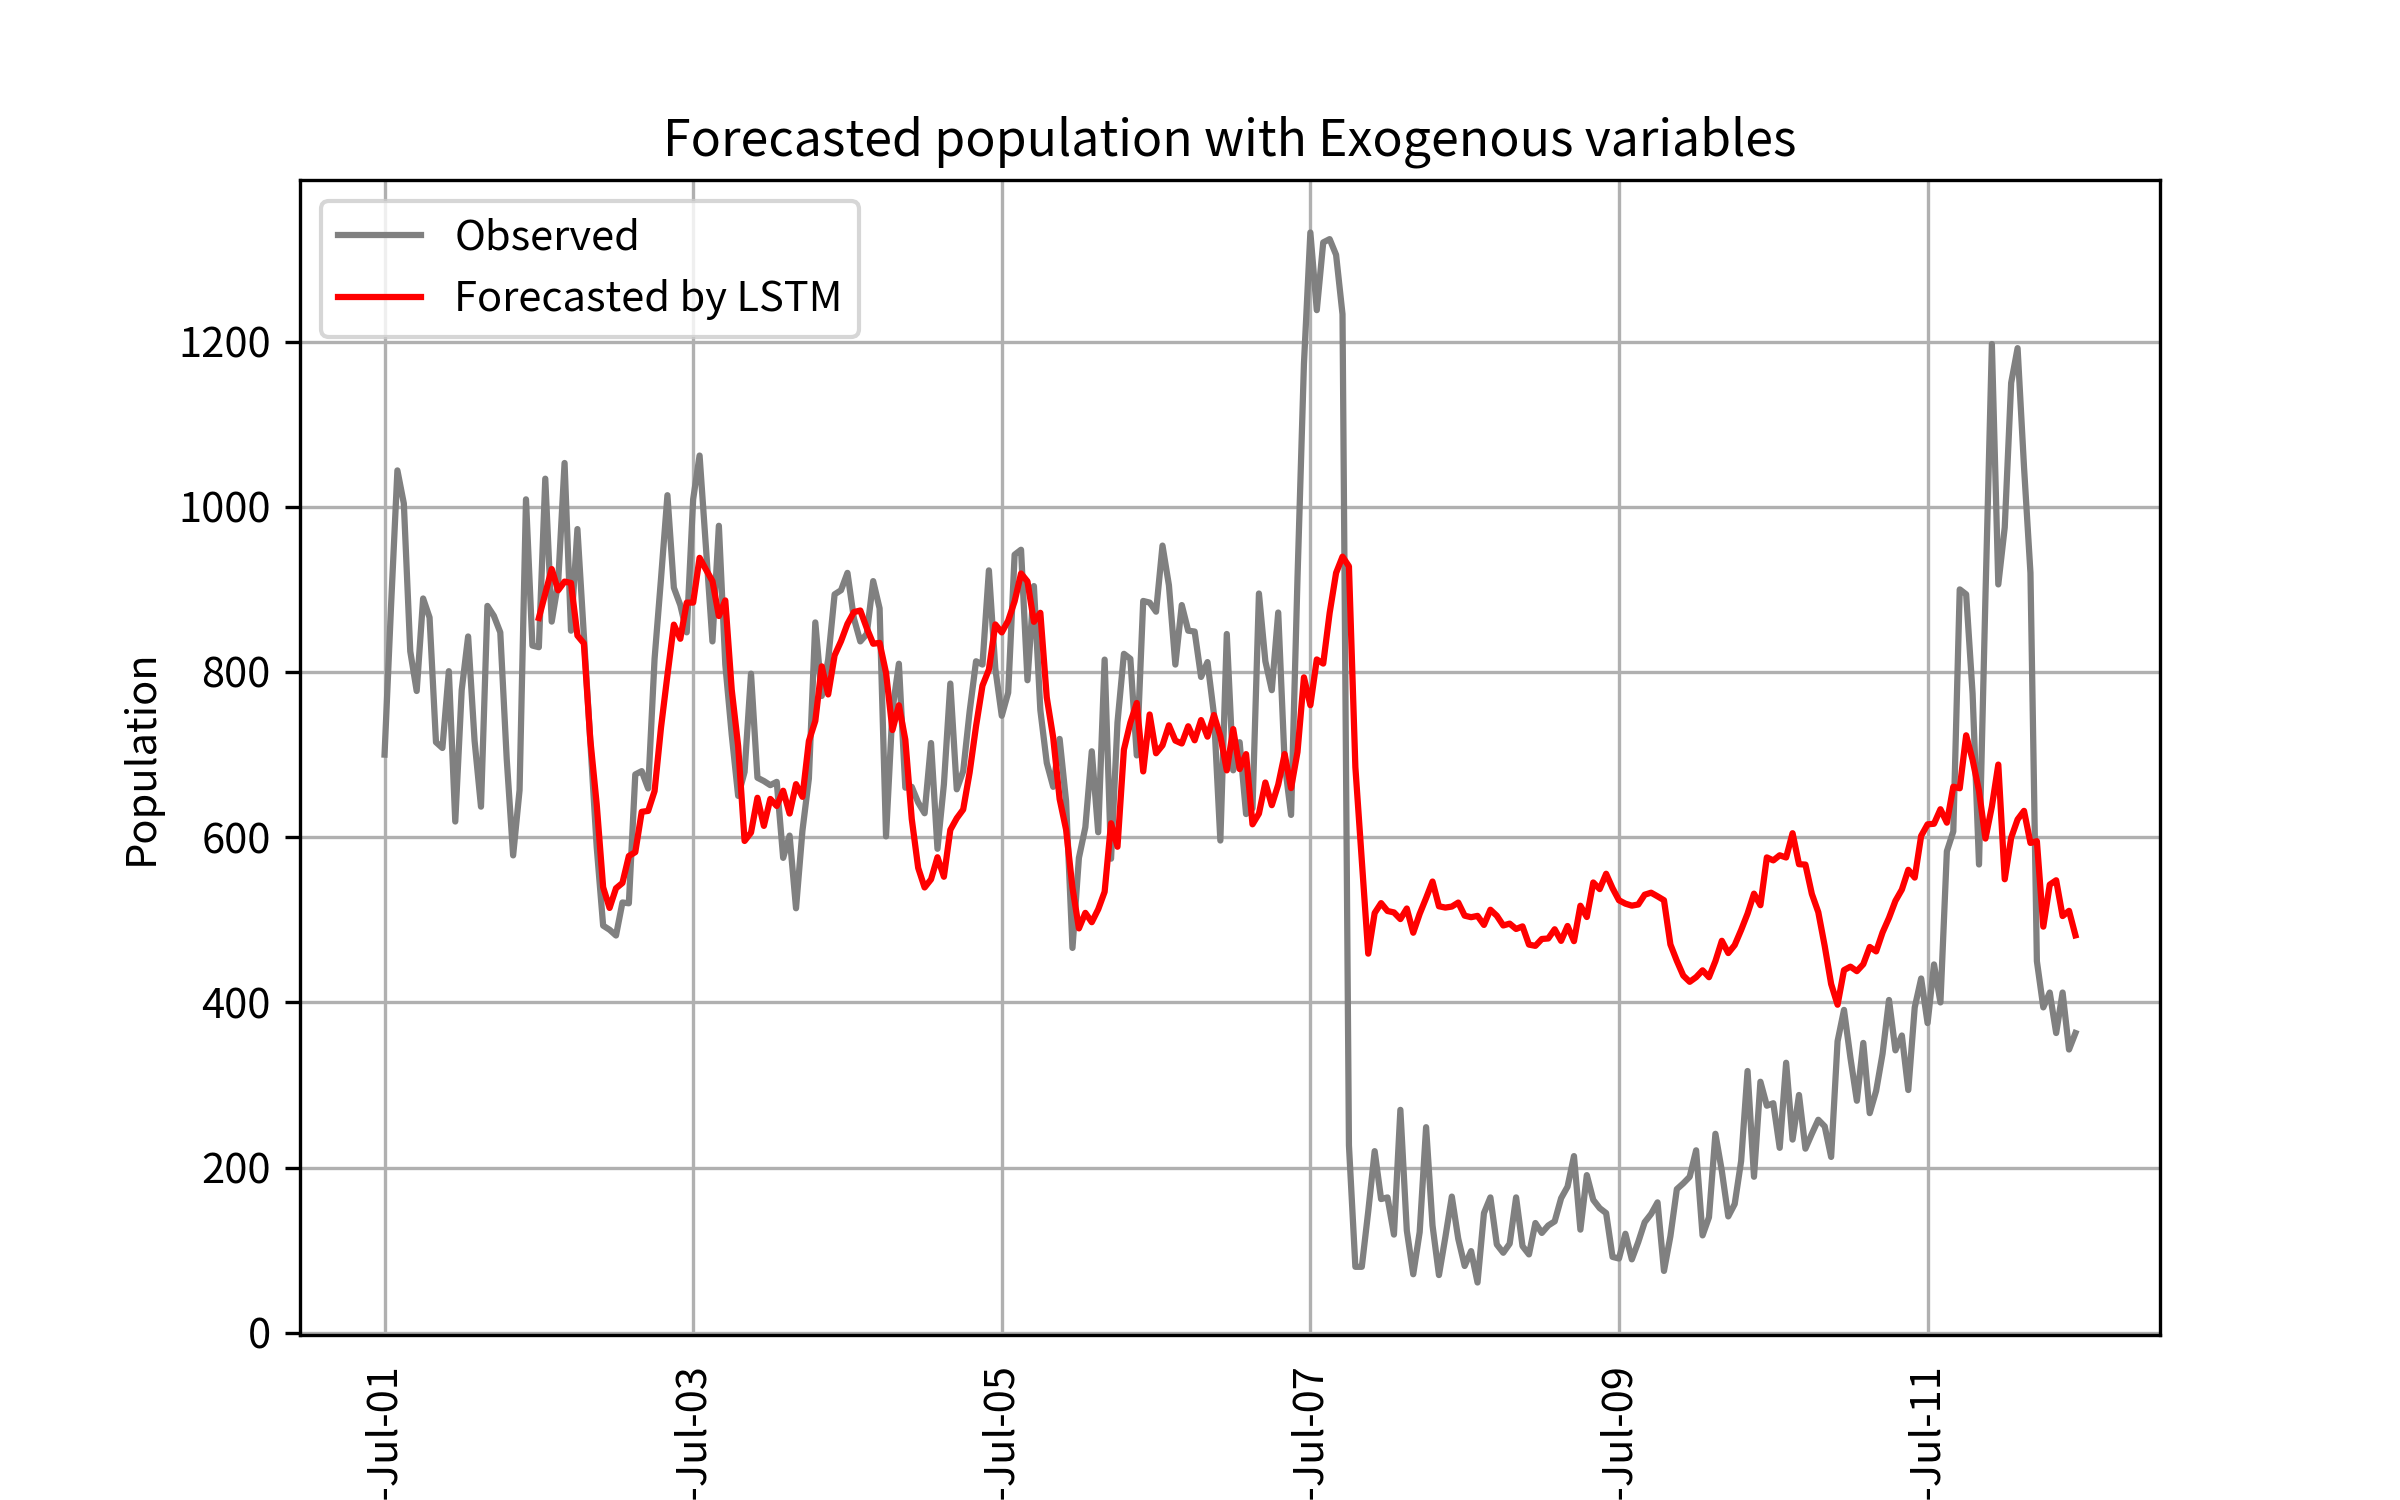 Forecasted population with Exogenous variables
Observed
Forecasted by LSTM
1200
1000
800
600
400
200
0
Population
-Jul-01
-Jul-03
-Jul-05
-Jul-07
-Jul-09
-Jul-11